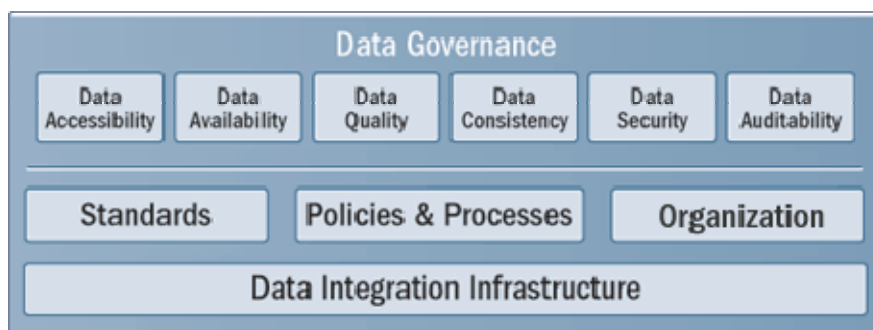 Data Governance
Data Accessibility
Data Availability
Data Quality
Data Consistency
Data Security
Data Auditability
Standards
Policies & Processes
Organization
Data Integration Infrastructure